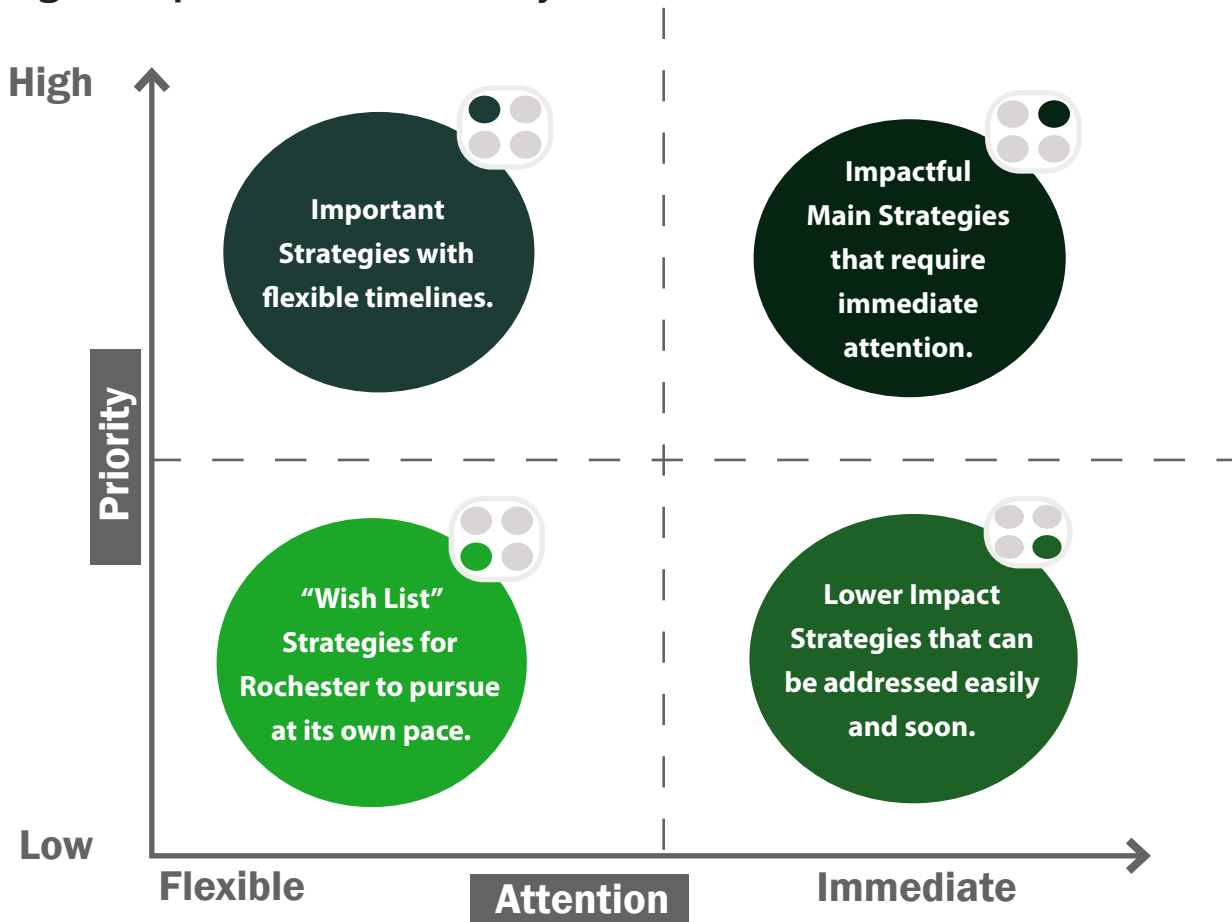 High
Important
Strategies with
flexible timelines.
Impactful
Main Strategies
that require
immediate
attention.
Priority
“Wish List”
Strategies for
Rochester to pursue
at its own pace.
Lower Impact
Strategies that can
be addressed easily
and soon.
Low
Flexible
Attention
Immediate